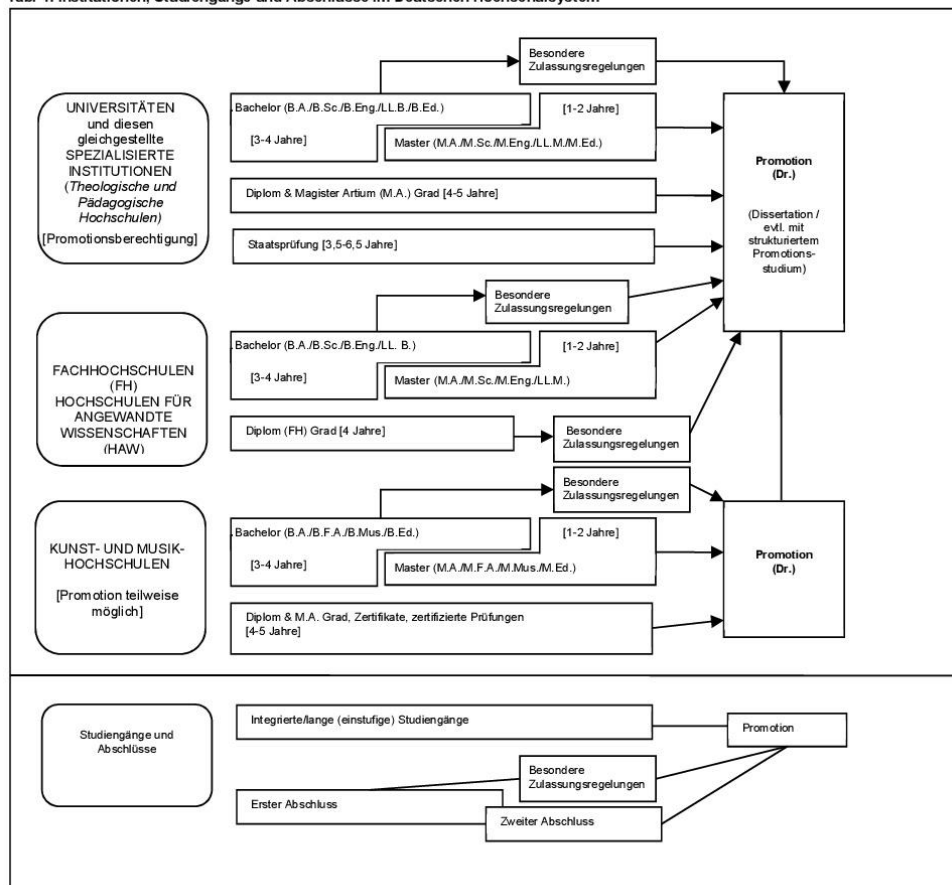 Tab. 1: Institutionen, Studiengänge und Abschlüsse im Deutschen Hochschulsystem
UNIVERSITÄTEN
und diesen
gleichgestellte
SPEZIALISIERTE
INSTITUTIONEN
(Theologische und
Pädagogische
Hochschulen)
[Promotionsberechtigung]
Besondere
Zulassungsregelungen
Bachelor (B.A./B.Sc./B.Eng./LL.B./B.Ed.)
[3-4 Jahre]
[1-2 Jahre]
Master (M.A./M.Sc./M.Eng./LL.M./M.Ed.)
Diplom & Magister Artium (M.A.) Grad [4-5 Jahre]
Staatsprüfung [3,5-6,5 Jahre]
Promotion
(Dr.)
(Dissertation /
evtl. mit
strukturiertem
Promotions-
studium)
FACHHOCHSCHULEN
(FH)
HOCHSCHULEN FÜR
ANGEWANDTE
WISSENSCHAFTEN
(HAW)
Besondere
Zulassungsregelungen
Bachelor (B.A./B.Sc./B.Eng./LL. B.)
[3-4 Jahre]
[1-2 Jahre]
Master (M.A./M.Sc./M.Eng./LL.M.)
Diplom (FH) Grad [4 Jahre]
Besondere
Zulassungsregelungen
KUNST- UND MUSIK-
HOCHSCHULEN
[Promotion teilweise
möglich]
Besondere
Zulassungsregelungen
Bachelor (B.A./B.F.A./B.Mus./B.Ed.)
[3-4 Jahre]
[1-2 Jahre]
Master (M.A./M.F.A./M.Mus./M.Ed.)
Diplom & M.A. Grad, Zertifikate, zertifizierte Prüfungen
[4-5 Jahre]
Promotion
(Dr.)
Studiengänge und
Abschlüsse
Integrierte/lange (einstufige) Studiengänge
Promotion
Besondere
Zulassungsregelungen
Erster Abschluss
Zweiter Abschluss